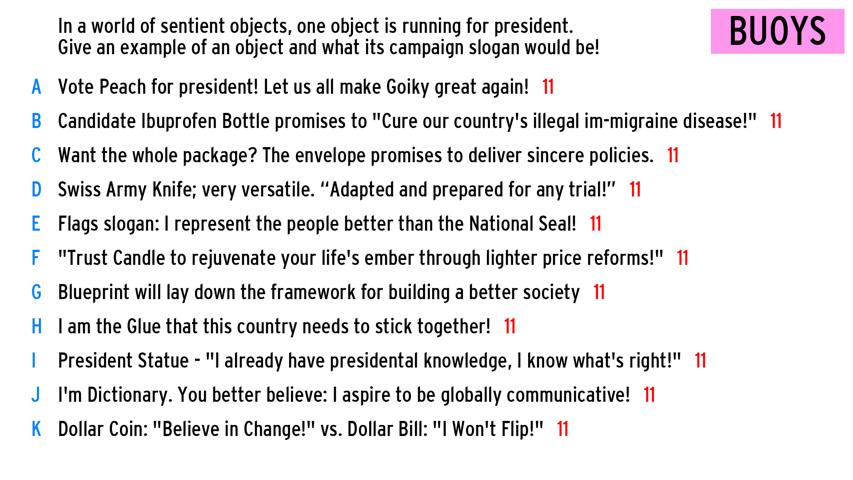 In a world of sentient objects, one object is running for president.
Give an example of an object and what its campaign slogan would be!
BUOYS
A Vote Peach for president! Let us all make Goiky great again! 11
B Candidate Ibuprofen Bottle promises to "Cure our country's illegal im-migraine disease!" 11
C Want the whole package? The envelope promises to deliver sincere policies. 11
D Swiss Army Knife; very versatile. “Adapted and prepared for any trial!” 11
E Flags slogan: I represent the people better than the National Seal! 11
F "Trust Candle to rejuvenate your life's ember through lighter price reforms!" 11
G Blueprint will lay down the framework for building a better society 11
H I am the Glue that this country needs to stick together! 11
I President Statue - "I already have presidental knowledge, I know what's right!" 11
J I'm Dictionary. You better believe: I aspire to be globally communicative! 11
K Dollar Coin: "Believe in Change!" vs. Dollar Bill: "I Won't Flip!" 11